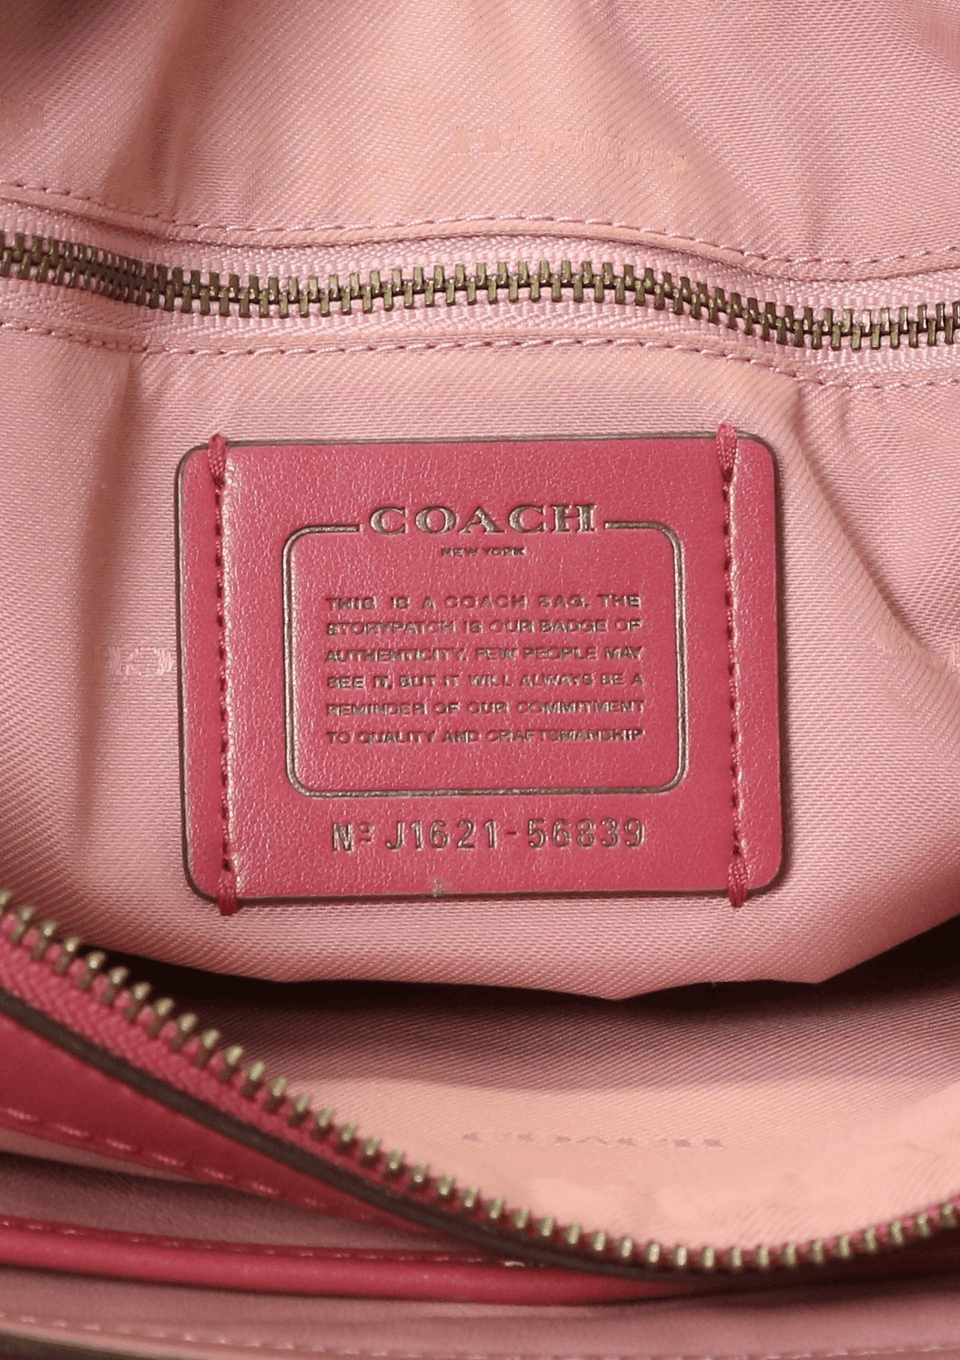 COACH
NEW YORK
THIS IS A COACH BAG. THE
STORYPATCH IS OUR BADGE OF
AUTHENTICITY. FEW PEOPLE MAY
SEE IT, BUT IT WILL ALWAYS BE A
REMINDER OF OUR COMMITMENT
TO QUALITY AND CRAFTSMANSHIP
Nº J1621-56839
COACH